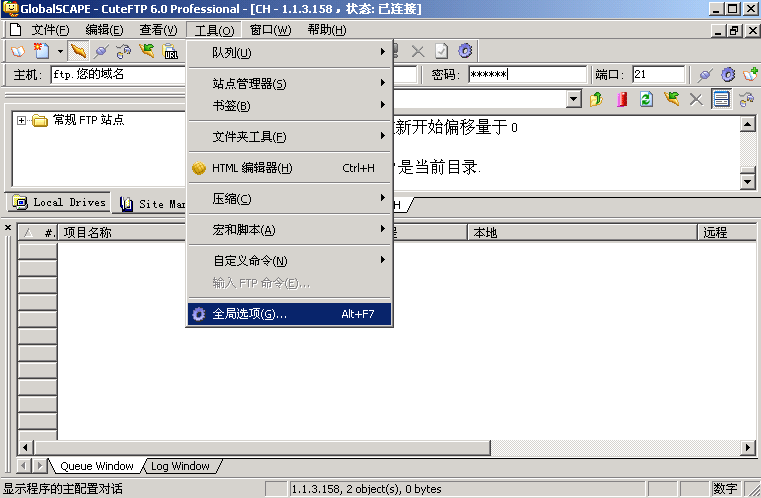 GlobalSCAPE - CuteFTP 6.0 Professional - [CH - 1.1.3.158，状态: 已连接]
文件(F) 编辑(E) 查看(V) 工具(O) 窗口(W) 帮助(H)
URL
主机: ftp.您的域名 密码: ****** 端口: 21
队列(U)
站点管理器(S)
书签(B)
文件夹工具(F)
HTML 编辑器(H) Ctrl+H
压缩(C)
宏和脚本(A)
自定义命令(N)
输入 FTP 命令(E)...
全局选项(G)... Alt+F7
常规 FTP 站点
新开始偏移量于 0
是当前目录.
Local Drives Site Mar H
# 项目名称 本地 远程
Queue Window Log Window
显示程序的主配置对话 1.1.3.158, 2 object(s), 0 bytes 数字